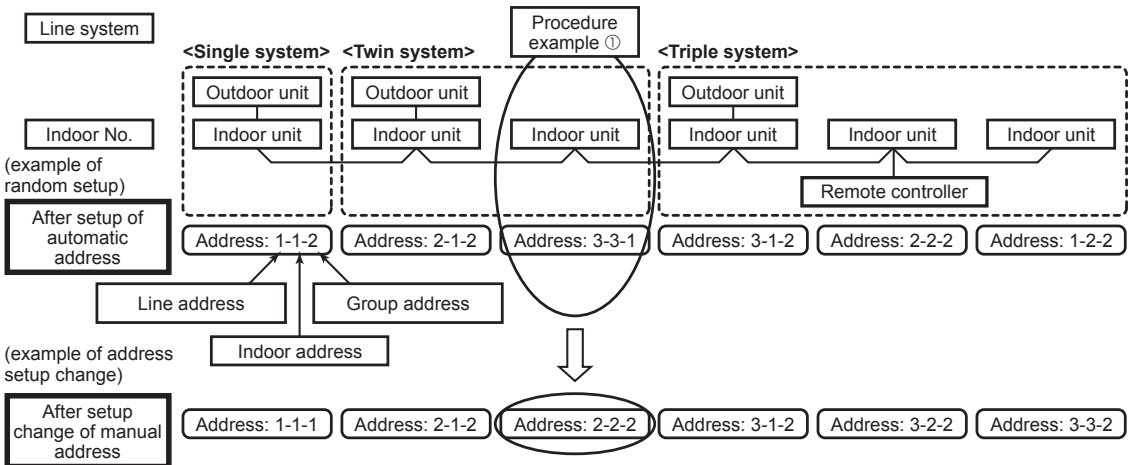 Line system
Procedure
example ①
<Single system>
<Twin system>
<Triple system>
Outdoor unit
Outdoor unit
Outdoor unit
Indoor No.
Indoor unit
Indoor unit
Indoor unit
Indoor unit
Indoor unit
Indoor unit
(example of
random setup)
Remote controller
After setup of
automatic
address
Address: 1-1-2
Address: 2-1-2
Address: 3-3-1
Address: 3-1-2
Address: 2-2-2
Address: 1-2-2
Line address
Group address
Indoor address
(example of address
setup change)
After setup
change of manual
address
Address: 1-1-1
Address: 2-1-2
Address: 2-2-2
Address: 3-1-2
Address: 3-2-2
Address: 3-3-2